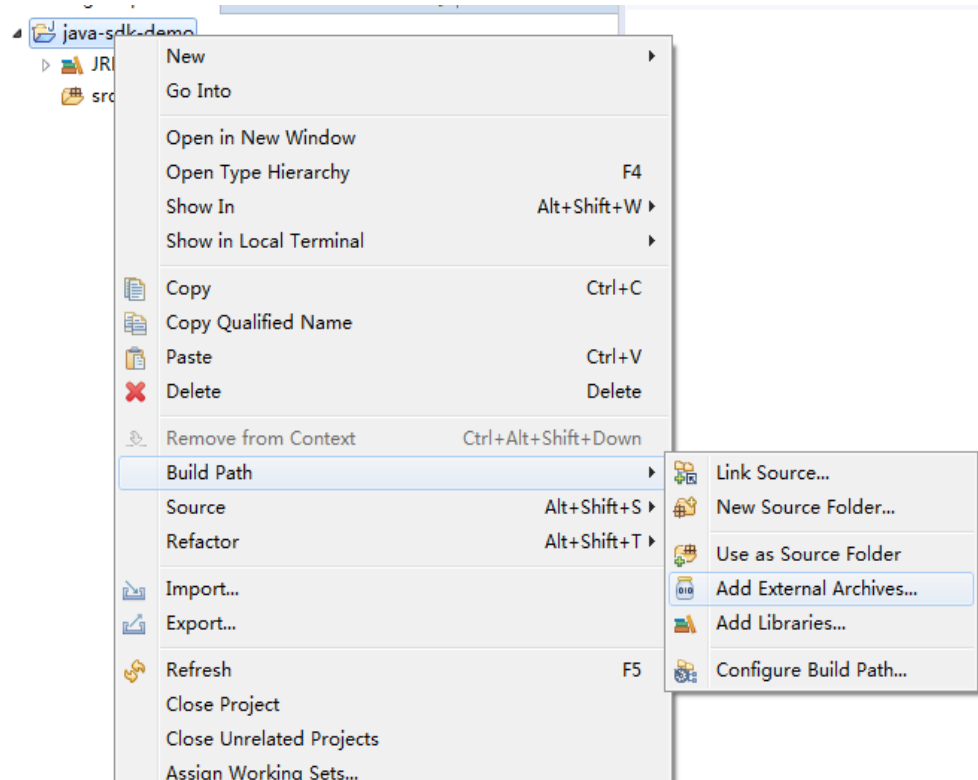 java-sdk-demo
New
Go Into
Open in New Window
Open Type Hierarchy F4
Show In Alt+Shift+W
Show in Local Terminal
Copy Ctrl+C
Copy Qualified Name
Paste Ctrl+V
Delete Delete
Remove from Context Ctrl+Alt+Shift+Down
Build Path
Source Alt+Shift+S
Refactor Alt+Shift+T
Import...
Export...
Refresh F5
Close Project
Close Unrelated Projects
Assign Working Sets...
Link Source...
New Source Folder...
Use as Source Folder
Add External Archives...
Add Libraries...
Configure Build Path...